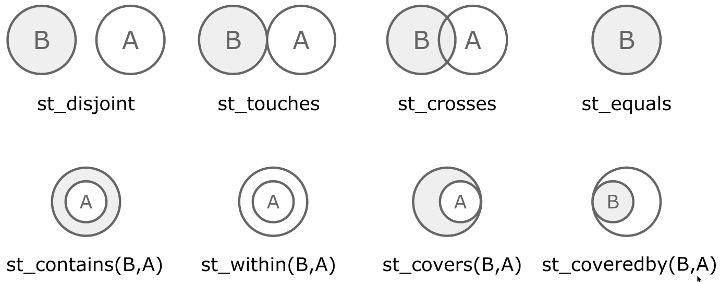 B A B A B A B
st_disjoint st_touches st_crosses st_equals
A A A B
st_contains(B,A) st_within(B,A) st_covers(B,A) st_coveredby(B,A)